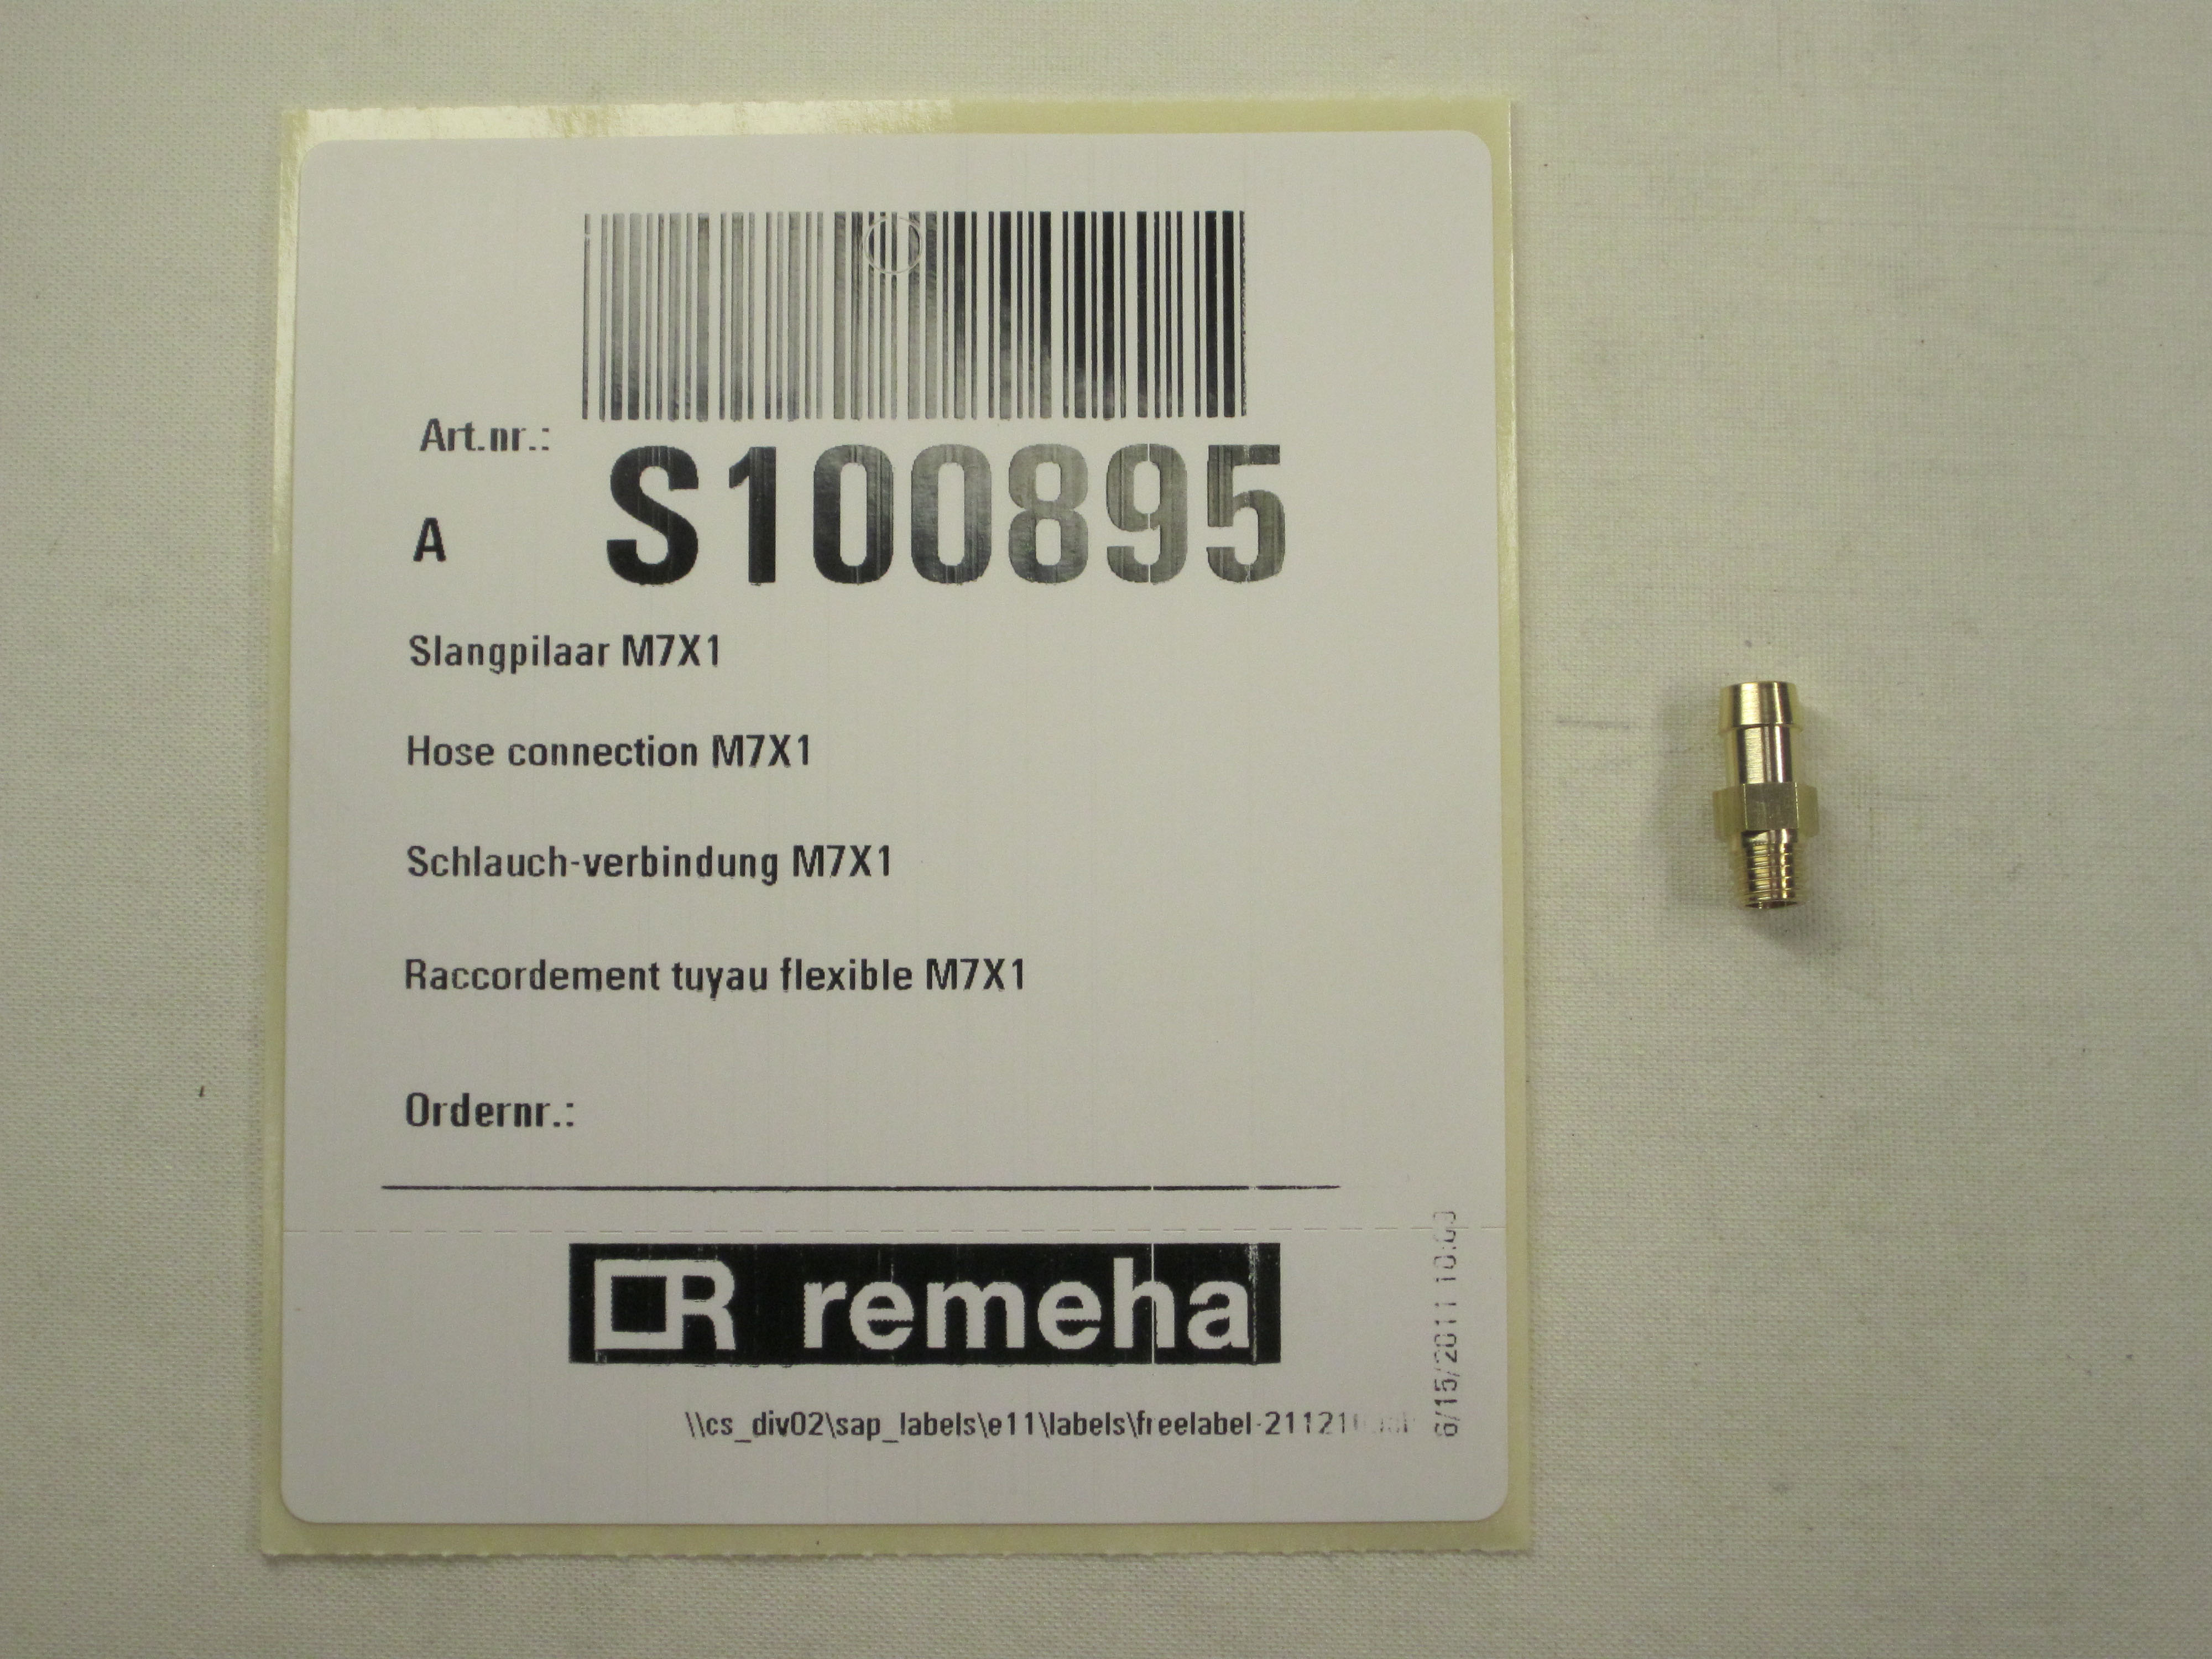 Art.nr.:
S100895
A
Slangpilaar M7X1
Hose connection M7X1
Schlauch-verbindung M7X1
Raccordement tuyau flexible M7X1
Ordernr.:
R remeha
6/15/2011
\\cs_div02\sap_labels\e11\labels\freelabel-21121